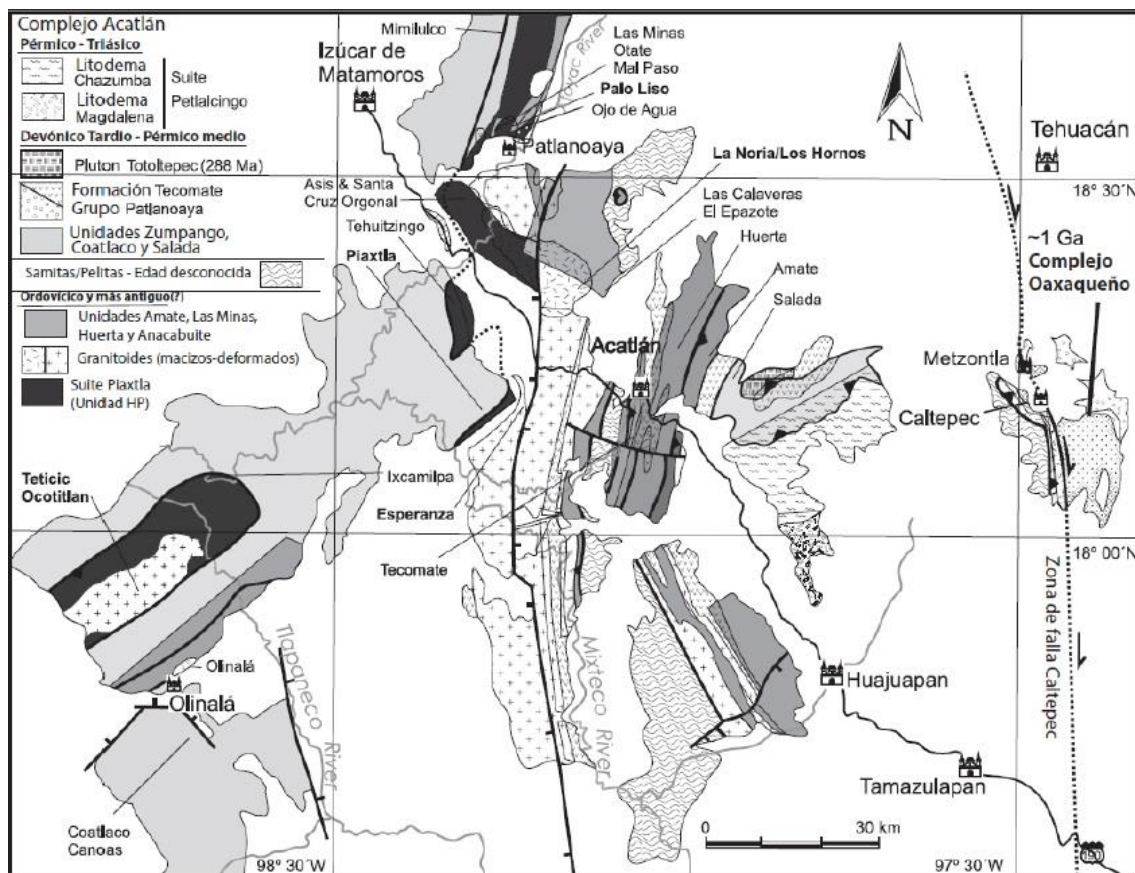 Complejo Acatlán
Pérmico - Triásico
Litodema
Chazumba
Litodema
Magdalena
Suite
Petlalcingo
Devónico Tardio - Pérmico medio
Pluton Totoltepec (288 Ma)
Formación Tecomate
Grupo Patlanoaya
Unidades Zumpango,
Coatlaco y Salada
Samitas/Pelitas - Edad desconocida
Ordovícico y más antiguo(?)
Unidades Amate, Las Minas,
Huerta y Anacabuite
Granitoides (macizos-deformados)
Suite Piaxtla
(Unidad HP)
Mimilulco
Izúcar de
Matamoros
Las Minas
Otate
Mal Paso
Palo Liso
Ojo de Agua
River
Patlanoaya
N
Tehuacán
18° 30´N
La Noria/Los Hornos
Asis & Santa
Cruz Orgonal
Las Calaveras
El Epazote
Tehuitzingo
Huerta
Piaxtla
Amate
Salada
~1 Ga
Complejo
Oaxaqueño
Acatlán
Metzontla
Caltepec
Ixcamilpa
Teticic
Ocotitlan
Esperanza
Tecomate
18° 00´N
Zona de falla Caltepec
Tlapaneco River
Mixteco River
Olinalá
Olinalá
Huajuapan
Tamazulapan
Coatlaco
Canoas
0 30 km
98° 30´W
97° 30´W
190